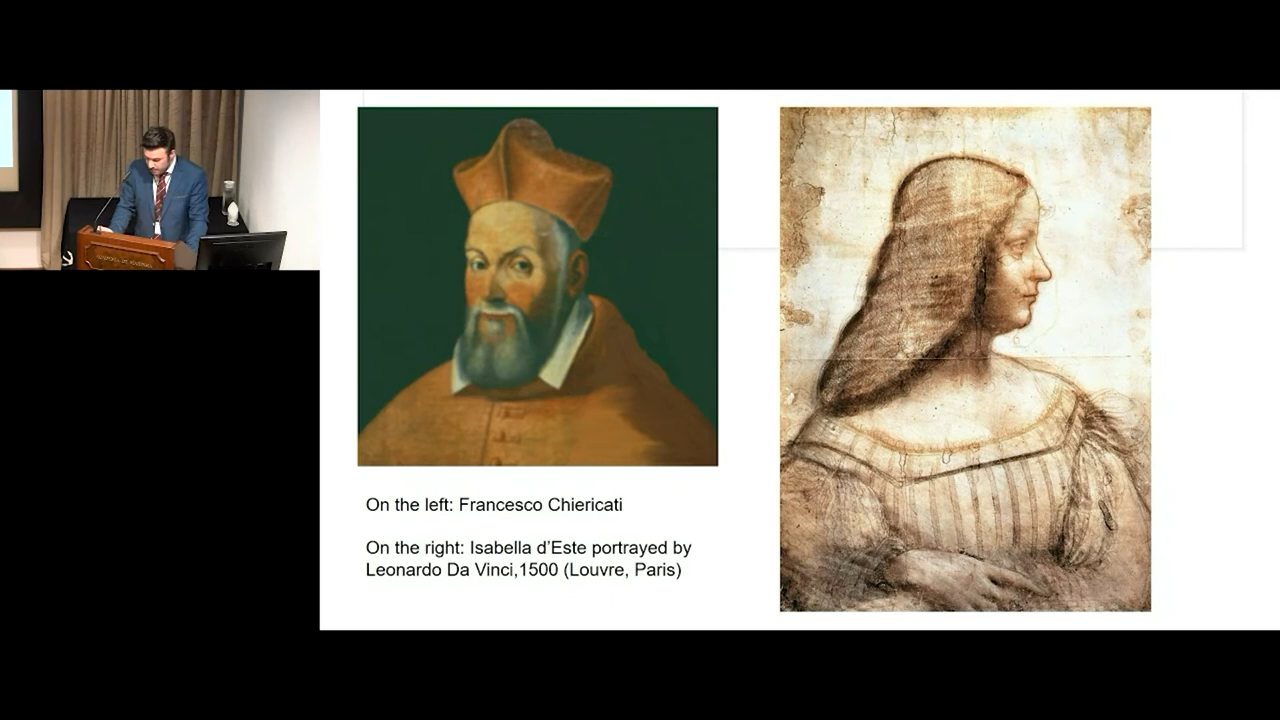 On the left: Francesco Chiericati
On the right: Isabella d’Este portrayed by
Leonardo Da Vinci,1500 (Louvre, Paris)